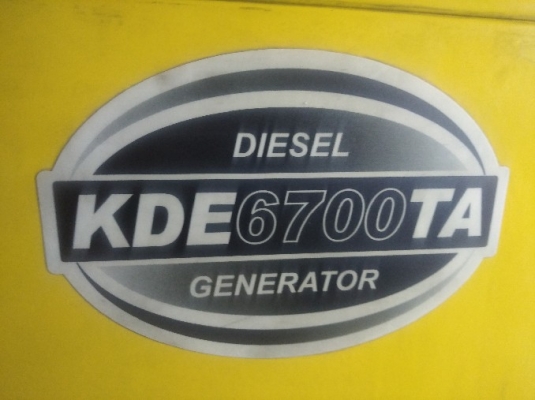 DIESEL
KDE6700TA
GENERATOR